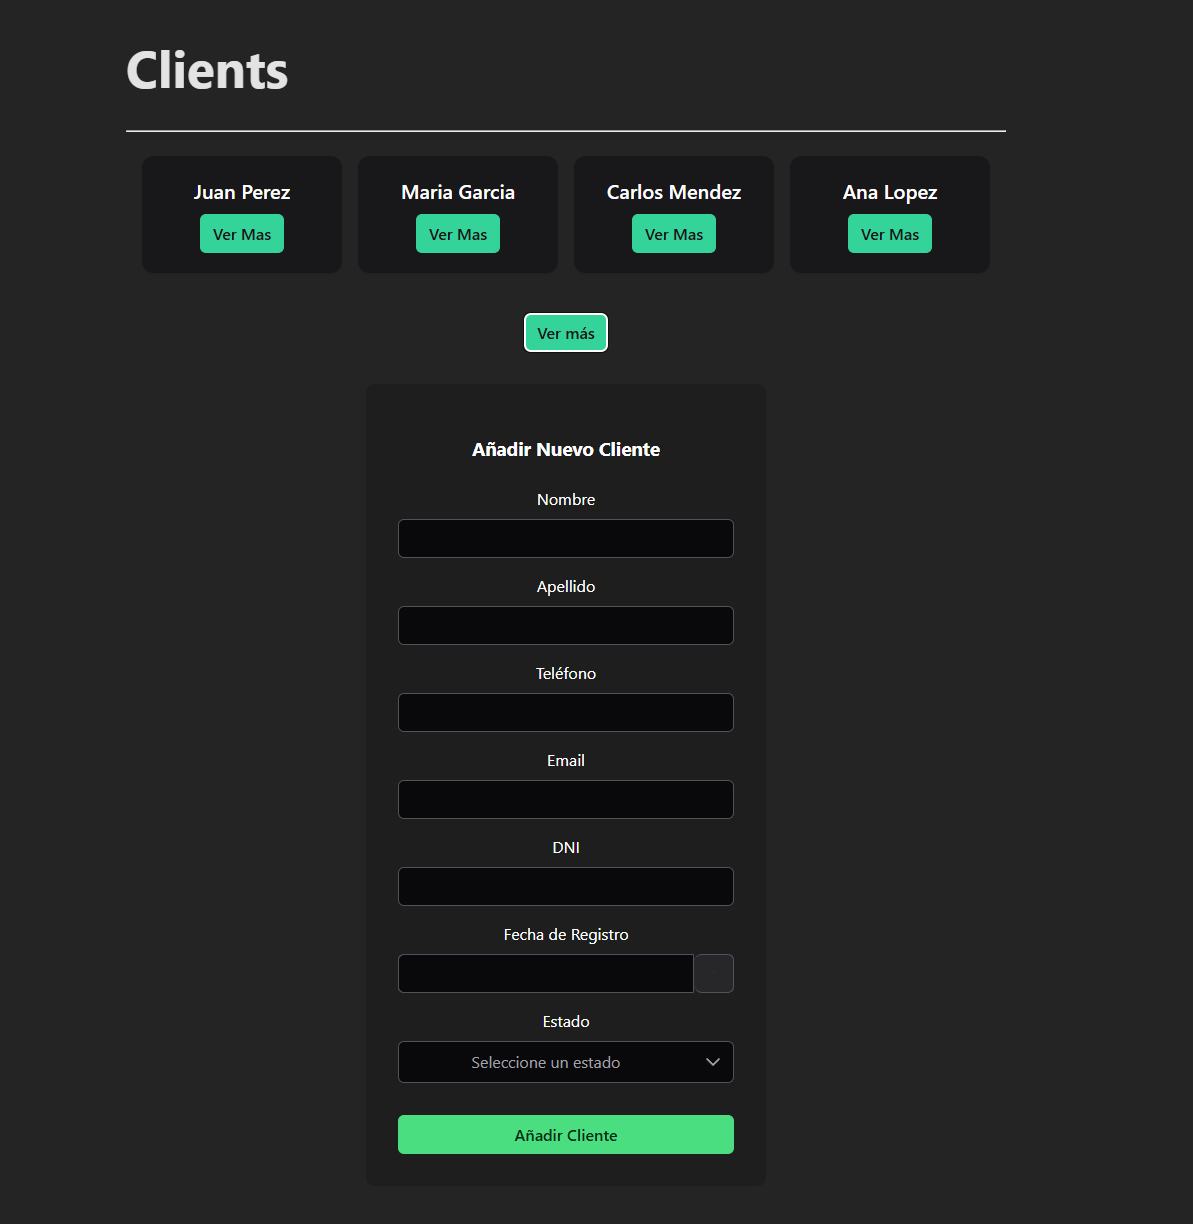 Clients
Juan Perez
Maria Garcia
Carlos Mendez
Ana Lopez
Ver Mas
Ver Mas
Ver Mas
Ver Mas
Ver más
Añadir Nuevo Cliente
Nombre
Apellido
Teléfono
Email
DNI
Fecha de Registro
Estado
Seleccione un estado
Añadir Cliente